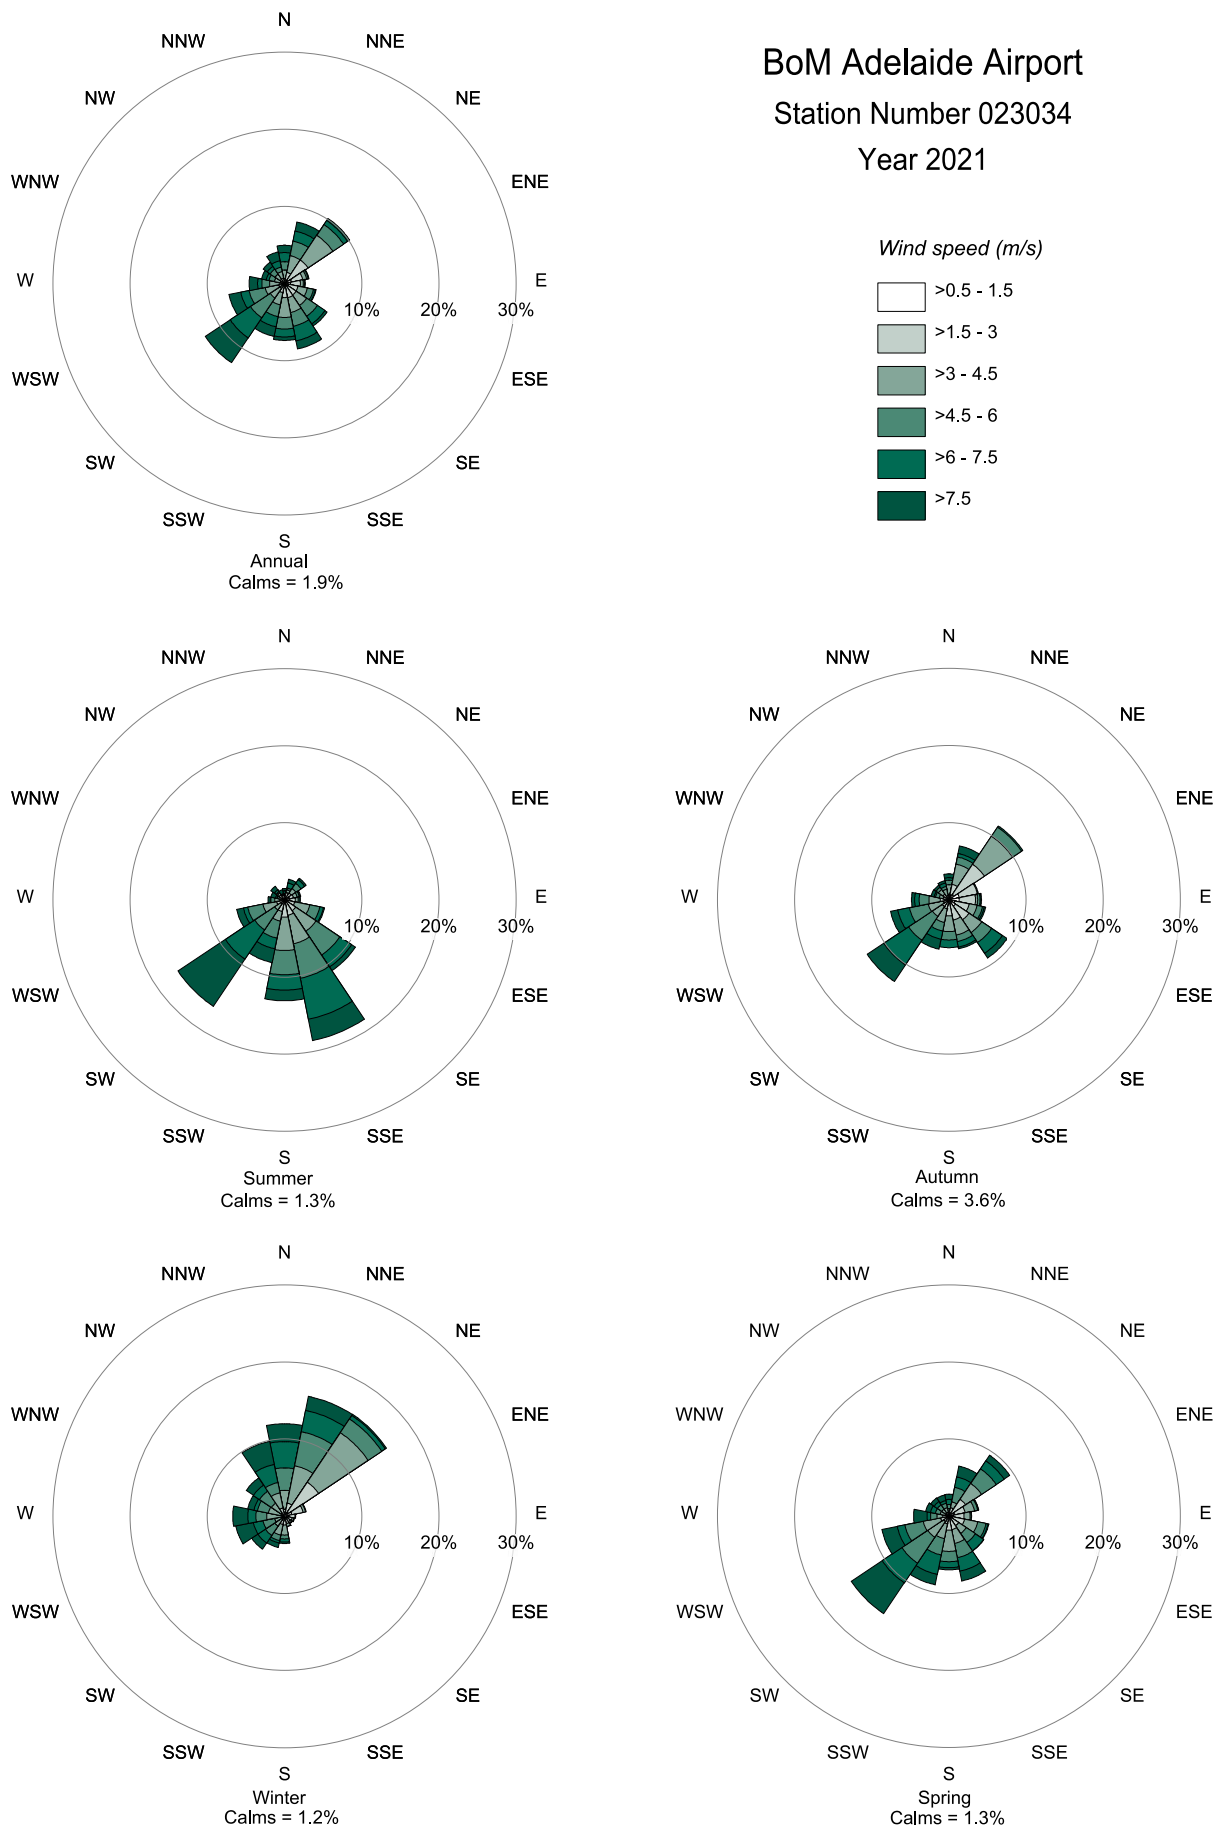 BoM Adelaide Airport
Station Number 023034
Year 2021
Wind speed (m/s)
>0.5 - 1.5
>1.5 - 3
>3 - 4.5
>4.5 - 6
>6 - 7.5
>7.5
N
NNW NNE
NW NE
WNW ENE
W E
10% 20% 30%
WSW ESE
SW SE
SSW SSE
S
Annual
Calms = 1.9%
N
NNW NNE
NW NE
WNW ENE
W E
10% 20% 30%
WSW ESE
SW SE
SSW SSE
S
Summer
Calms = 1.3%
N
NNW NNE
NW NE
WNW ENE
W E
10% 20% 30%
WSW ESE
SW SE
SSW SSE
S
Autumn
Calms = 3.6%
N
NNW NNE
NW NE
WNW ENE
W E
10% 20% 30%
WSW ESE
SW SE
SSW SSE
S
Winter
Calms = 1.2%
N
NNW NNE
NW NE
WNW ENE
W E
10% 20% 30%
WSW ESE
SW SE
SSW SSE
S
Spring
Calms = 1.3%